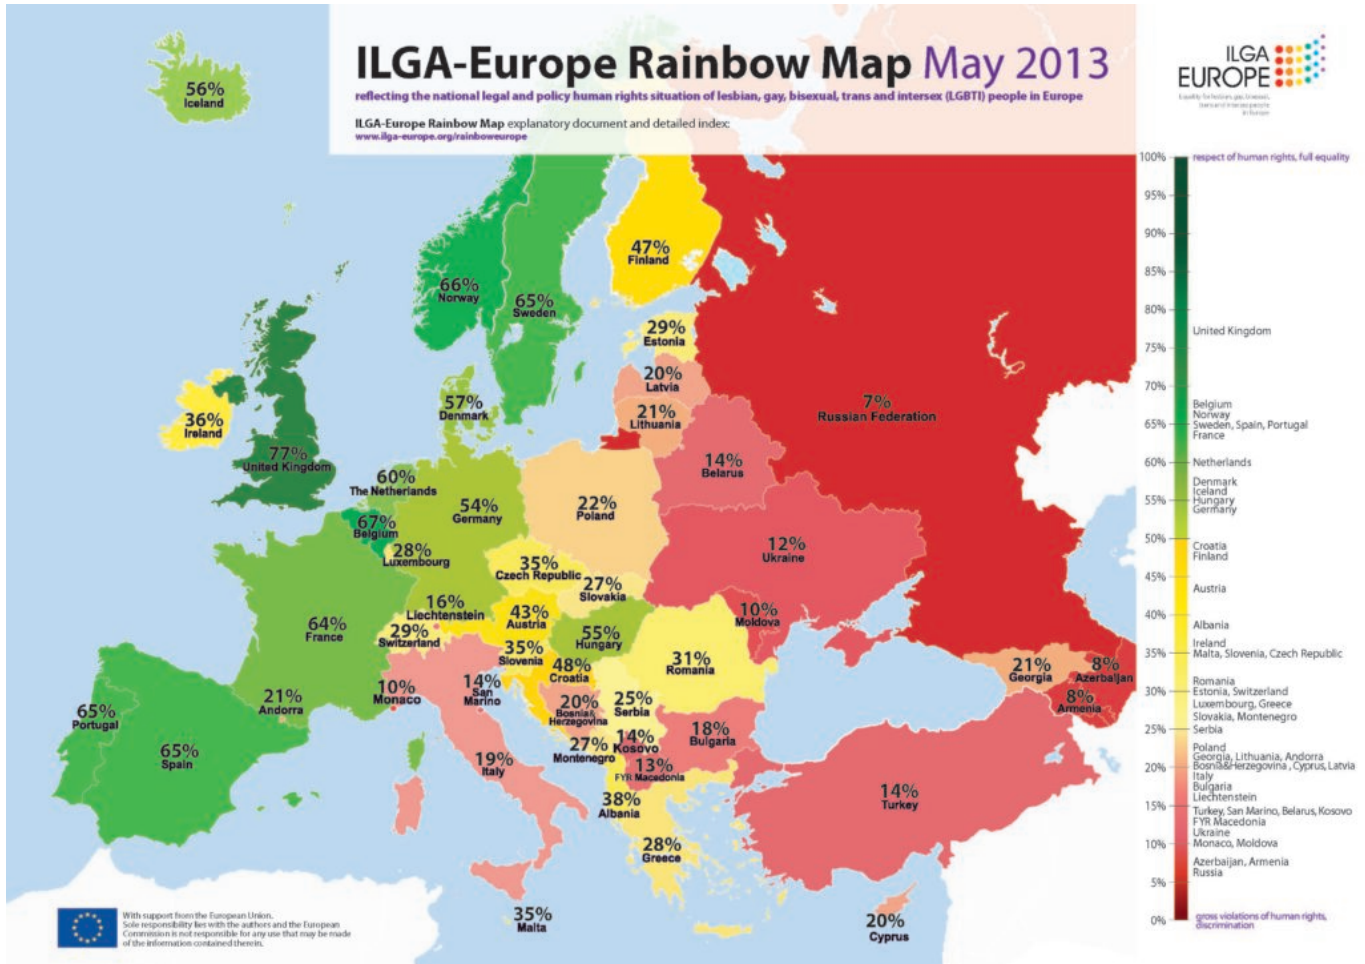 ILGA-Europe Rainbow Map May 2013
reflecting the national legal and policy human rights situation of lesbian, gay, bisexual, trans and intersex (LGBTI) people in Europe
ILGA-Europe Rainbow Map explanatory document and detailed index:
www.ilga-europe.org/rainboweurope
ILGA
EUROPE
Equality for lesbian, gay, bisexual,
trans and intersex people
in Europe
56%
Iceland
66%
Norway
65%
Sweden
47%
Finland
29%
Estonia
20%
Latvia
21%
Lithuania
7%
Russian Federation
36%
Ireland
77%
United Kingdom
57%
Denmark
60%
The Netherlands
67%
Belgium
28%
Luxembourg
54%
Germany
22%
Poland
14%
Belarus
12%
Ukraine
35%
Czech Republic
27%
Slovakia
16%
Liechtenstein
43%
Austria
29%
Switzerland
64%
France
55%
Hungary
10%
Moldova
35%
Slovenia
48%
Croatia
31%
Romania
21%
Andorra
10%
Monaco
14%
San
Marino
20%
Bosnia&
Herzegovina
25%
Serbia
65%
Portugal
65%
Spain
19%
Italy
27%
Montenegro
14%
Kosovo
18%
Bulgaria
13%
FYR Macedonia
38%
Albania
28%
Greece
14%
Turkey
21%
Georgia
8%
Azerbaijan
8%
Armenia
35%
Malta
20%
Cyprus
100%
respect of human rights, full equality
95%
90%
85%
80%
United Kingdom
75%
70%
Belgium
Norway
65%
Sweden, Spain, Portugal
France
60%
Netherlands
Denmark
Iceland
55%
Hungary
Germany
50%
Croatia
Finland
45%
Austria
40%
Albania
Ireland
35%
Malta, Slovenia, Czech Republic
Romania
30%
Estonia, Switzerland
Luxembourg, Greece
Slovakia, Montenegro
25%
Serbia
Poland
Georgia, Lithuania, Andorra
20%
Bosnia&Herzegovina , Cyprus, Latvia
Italy
Bulgaria
Liechtenstein
15%
Turkey, San Marino, Belarus, Kosovo
FYR Macedonia
Ukraine
10%
Monaco, Moldova
Azerbaijan, Armenia
Russia
5%
0%
gross violations of human rights,
discrimination
With support from the European Union.
Sole responsibility lies with the authors and the European
Commission is not responsible for any use that may be made
of the information contained therein.